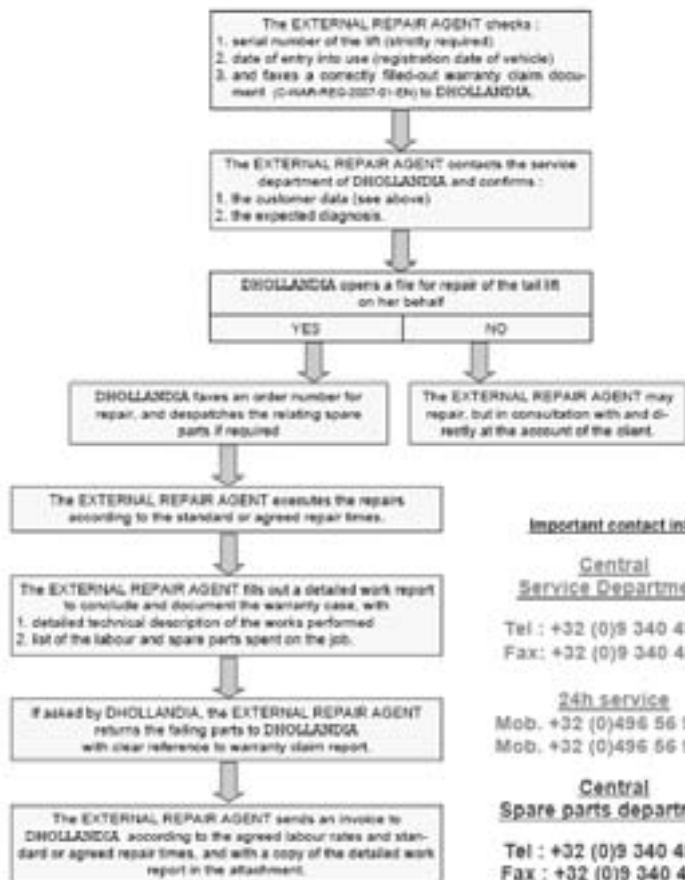 The EXTERNAL REPAIR AGENT checks :
1. serial number of the lift (strictly required)
2. date of entry into use (registration date of vehicle)
3. and faxes a correctly filled-out warranty claim docu-
ment (C-WAR-REG-2007-01-EN) to DHOLLANDIA.
The EXTERNAL REPAIR AGENT contacts the service
department of DHOLLANDIA and confirms :
1. the customer data (see above)
2. the expected diagnosis.
DHOLLANDIA opens a file for repair of the tail lift
on her behalf
YES
NO
DHOLLANDIA faxes an order number for
repair, and despatches the relating spare
parts if required
The EXTERNAL REPAIR AGENT may
repair, but in consultation with and di-
rectly at the account of the client.
The EXTERNAL REPAIR AGENT executes the repairs
according to the standard or agreed repair times.
The EXTERNAL REPAIR AGENT fills out a detailed work report
to conclude and document the warranty case, with
1. detailed technical description of the works performed
2. list of the labour and spare parts spent on the job.
If asked by DHOLLANDIA, the EXTERNAL REPAIR AGENT
returns the failing parts to DHOLLANDIA
with clear reference to warranty claim report.
The EXTERNAL REPAIR AGENT sends an invoice to
DHOLLANDIA according to the agreed labour rates and stan-
dard or agreed repair times, and with a copy of the detailed work
report in the attachment.
Important contact
Central
Service
Tel : +32 (0)9 340
Fax: +32 (0)9 340
24h service
Mob. +32 (0)496 56
Mob. +32 (0)496 56
Central
Spare parts
Tel : +32 (0)9 340
Fax : +32 (0)9 340